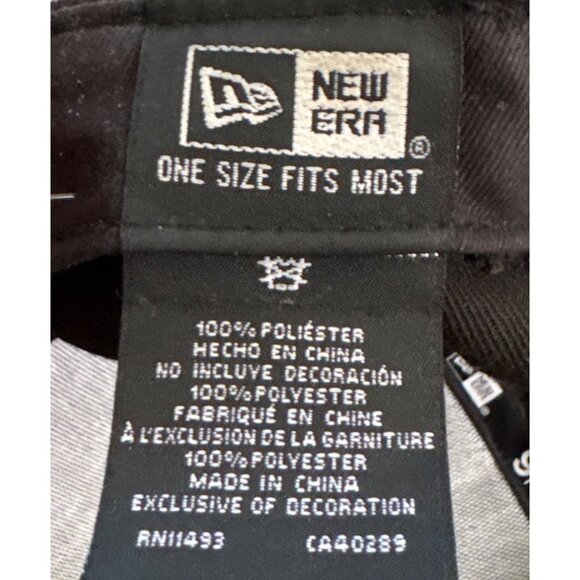 NEW
ERA
®
ONE SIZE FITS MOST
100% POLIÉSTER
HECHO EN CHINA
NO INCLUYE DECORACIÓN
100% POLYESTER
FABRIQUÉ EN CHINE
À L'EXCLUSION DE LA GARNITURE
100% POLYESTER
MADE IN CHINA
EXCLUSIVE OF DECORATION
RN11493 CA40289